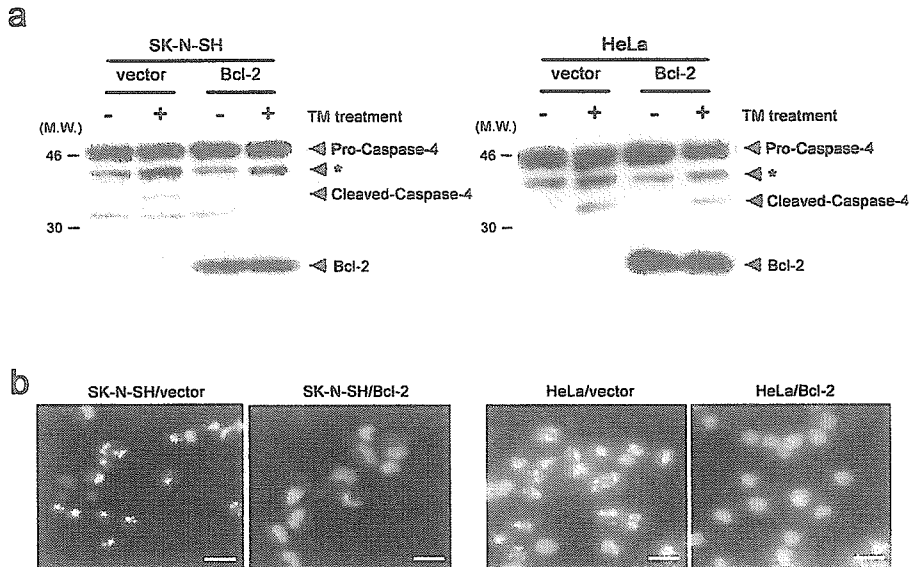 a
SK-N-SH
vector Bcl-2
- + - + TM treatment
(M.W.)
46 –
30 –
Pro-Caspase-4
*
Cleaved-Caspase-4
Bcl-2
HeLa
vector Bcl-2
- + - + TM treatment
(M.W.)
46 –
30 –
Pro-Caspase-4
*
Cleaved-Caspase-4
Bcl-2
b
SK-N-SH/vector
SK-N-SH/Bcl-2
HeLa/vector
HeLa/Bcl-2